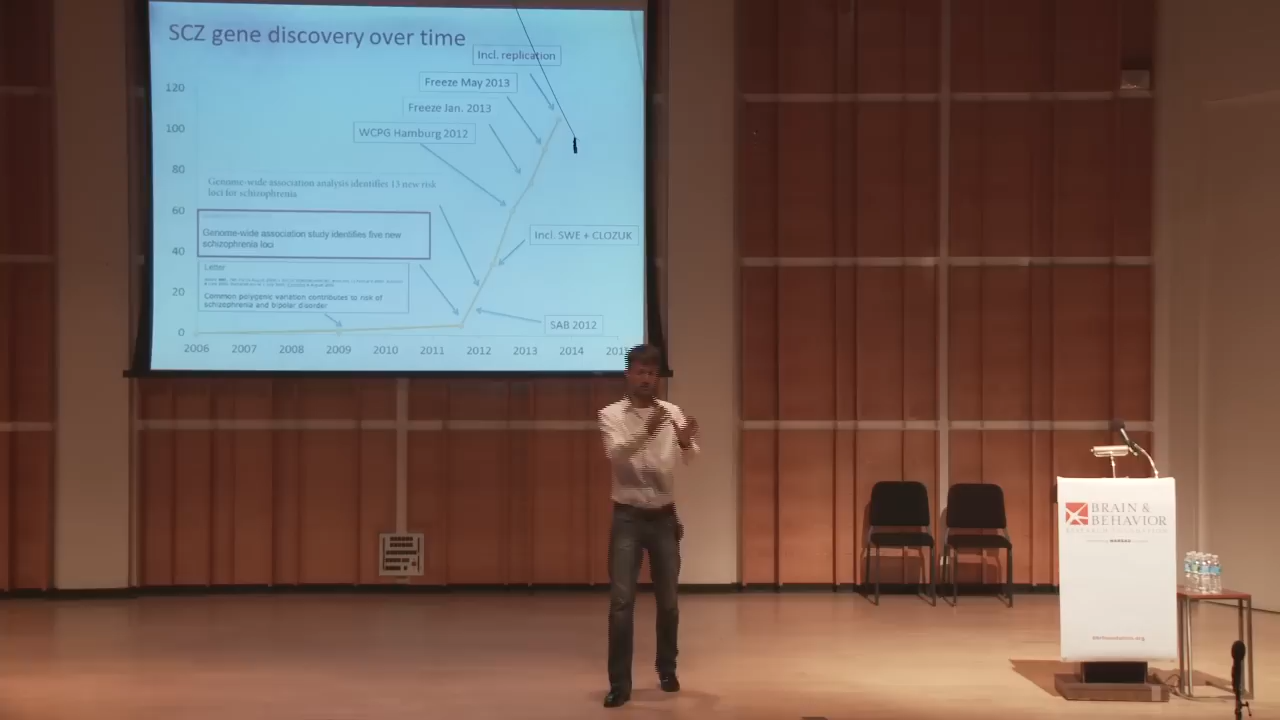 SCZ gene discovery over time
Incl. replication
Freeze May 2013
Freeze Jan. 2013
WCPG Hamburg 2012
120
100
80
60
40
20
0
Genome-wide association analysis identifies 13 new risk
loci for schizophrenia
Genome-wide association study identifies five new
schizophrenia loci
Letter
Common polygenic variation contributes to risk of
schizophrenia and bipolar disorder
Incl. SWE + CLOZUK
SAB 2012
2006 2007 2008 2009 2010 2011 2012 2013 2014
BRAIN &
BEHAVIOR